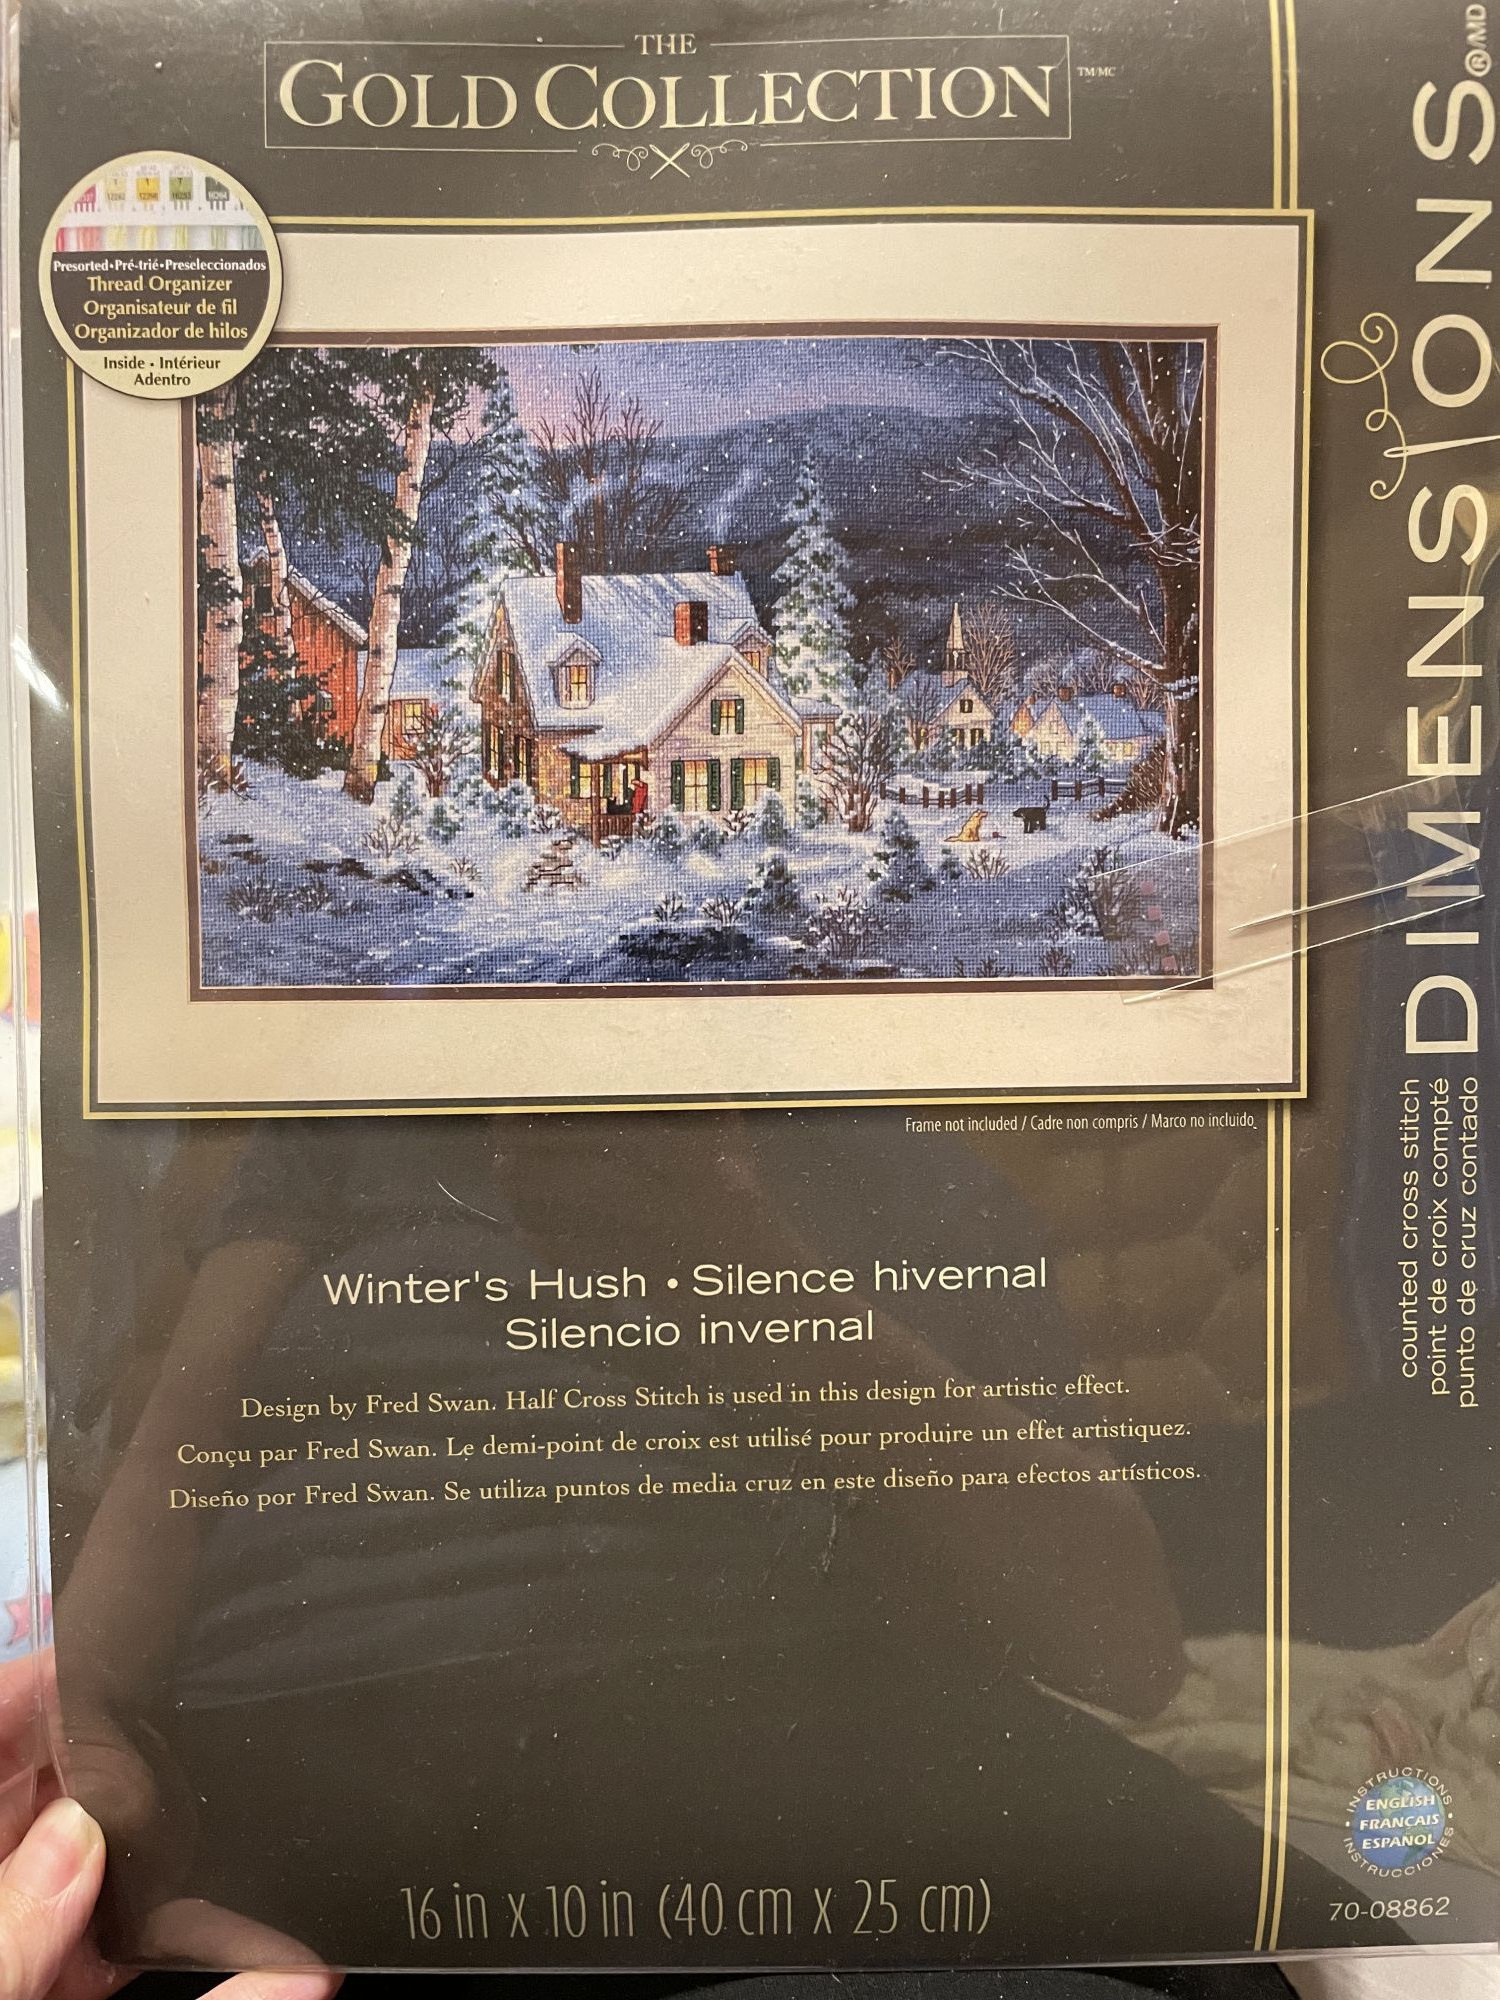 THE
GOLD COLLECTION TM/MC
Presorted•Pré-trié•Preseleccionados
Thread Organizer
Organisateur de fil
Organizador de hilos
Inside • Intérieur
Adentro
DIMENSIONS®/MD
counted cross stitch
point de croix compté
punto de cruz contado
Frame not included / Cadre non compris / Marco no incluido
Winter's Hush • Silence hivernal
Silencio invernal
Design by Fred Swan. Half Cross Stitch is used in this design for artistic effect.
Conçu par Fred Swan. Le demi-point de croix est utilisé pour produire un effet artistiquez.
Diseño por Fred Swan. Se utiliza puntos de media cruz en este diseño para efectos artísticos.
INSTRUCTIONS
ENGLISH
FRANCAIS
ESPAÑOL
INSTRUCCIONES
70-08862
16 in x 10 in (40 cm x 25 cm)